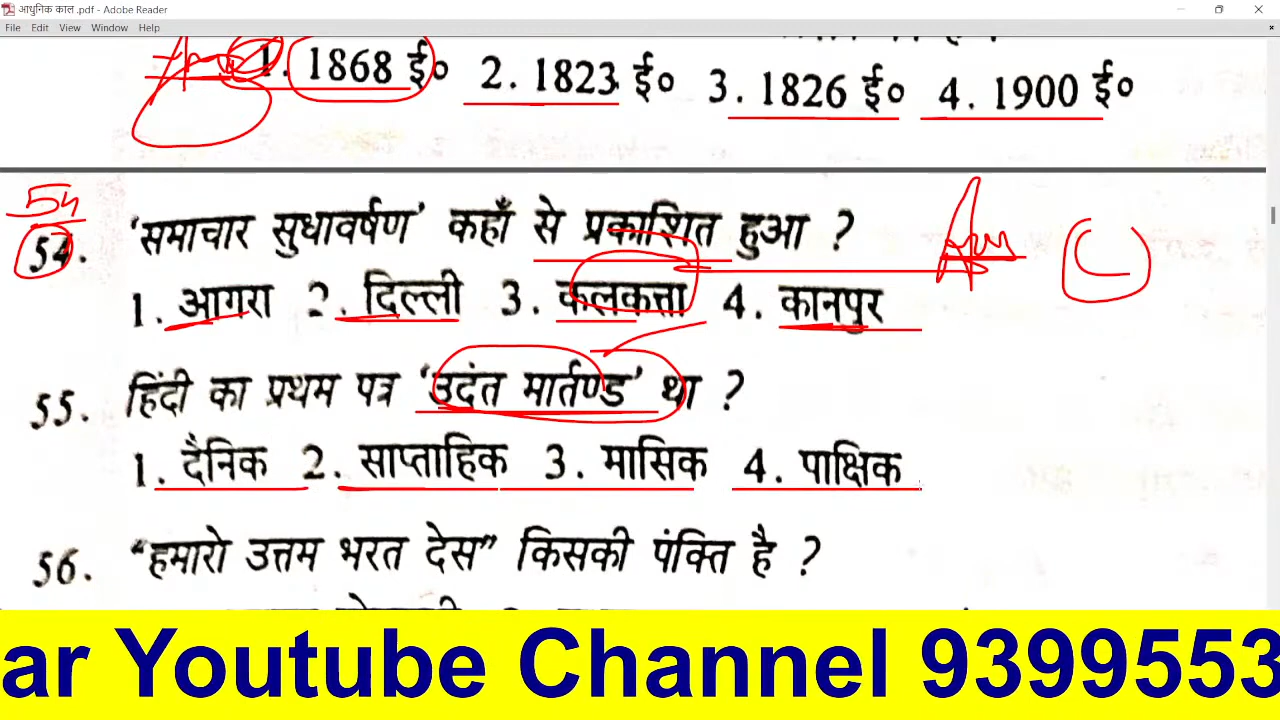 आधुनिक काल .pdf - Adobe Reader
File Edit View Window Help
1. 1868 ई० 2. 1823 ई० 3. 1826 ई० 4. 1900 ई०
54
54. 'समाचार सुधावर्षण' कहाँ से प्रकाशित हुआ ? Ans C
1. आगरा 2. दिल्ली 3. कलकत्ता 4. कानपुर
55. हिंदी का प्रथम पत्र 'उदंत मार्तण्ड' था ?
1. दैनिक 2. साप्ताहिक 3. मासिक 4. पाक्षिक
56. "हमारो उत्तम भरत देस" किसकी पंक्ति है ?
ar Youtube Channel 9399553